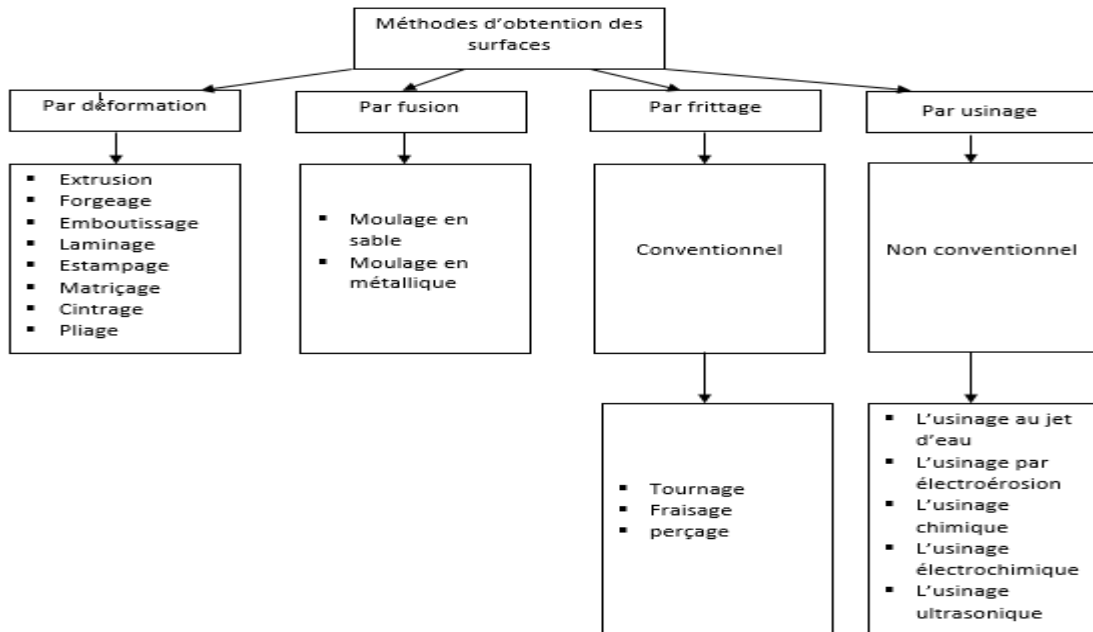 Méthodes d'obtention des
surfaces
Par déformation
Par fusion
Par frittage
Par usinage
▪ Extrusion
▪ Forgeage
▪ Emboutissage
▪ Laminage
▪ Estampage
▪ Matriçage
▪ Cintrage
▪ Pliage
▪ Moulage en
sable
▪ Moulage en
métallique
Conventionnel
Non conventionnel
▪ Tournage
▪ Fraisage
▪ perçage
▪ L'usinage au jet
d'eau
▪ L'usinage par
électroérosion
▪ L'usinage
chimique
▪ L'usinage
électrochimique
▪ L'usinage
ultrasonique